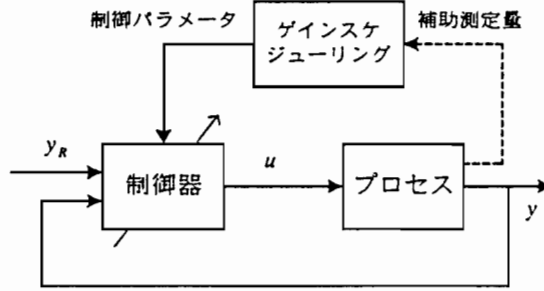 制御パラメータ
ゲインスケ
ジューリング
補助測定量
y_R
制御器
u
プロセス
y